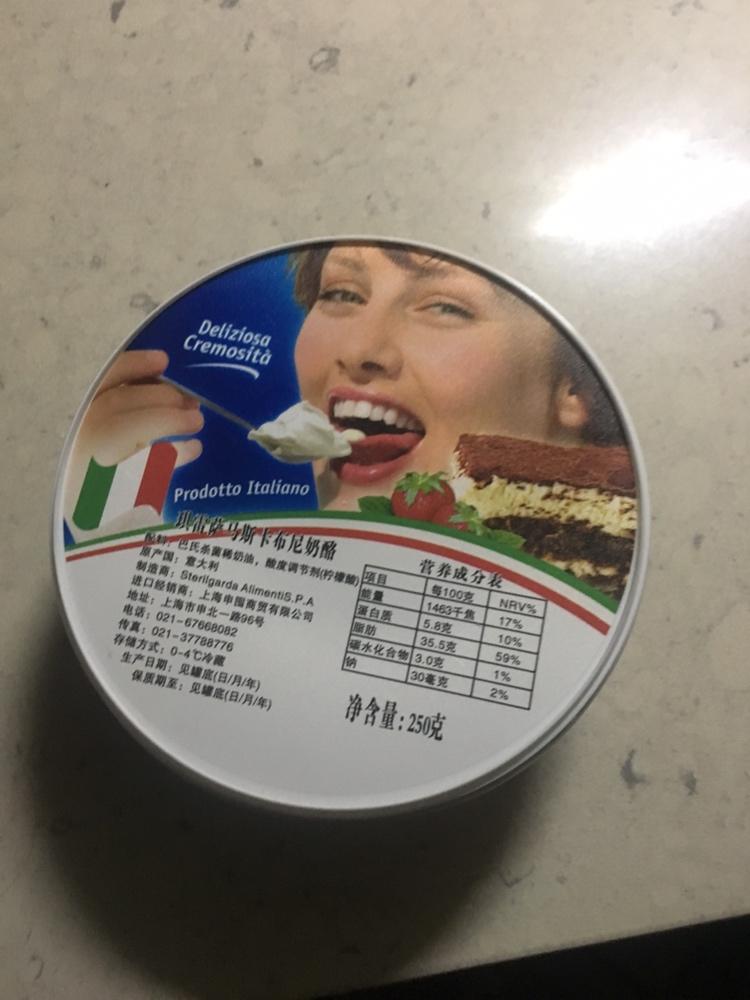 Deliziosa
Cremosità
Prodotto Italiano
琪雷萨马斯卡布尼奶酪
配料：巴氏杀菌稀奶油，酸度调节剂(柠檬酸)
原产国：意大利
制造商：Sterilgarda AlimentiS.P.A
进口经销商：上海申国商贸有限公司
地址：上海市申北一路96号
电话：021-67668082
传真：021-37788776
存储方式：0-4℃冷藏
生产日期：见罐底(日/月/年)
保质期至：见罐底(日/月/年)
营养成分表
项目 每100克 NRV%
能量 1463千焦 17%
蛋白质 5.8克 10%
脂肪 35.5克 59%
碳水化合物 3.0克 1%
钠 30毫克 2%
净含量：250克